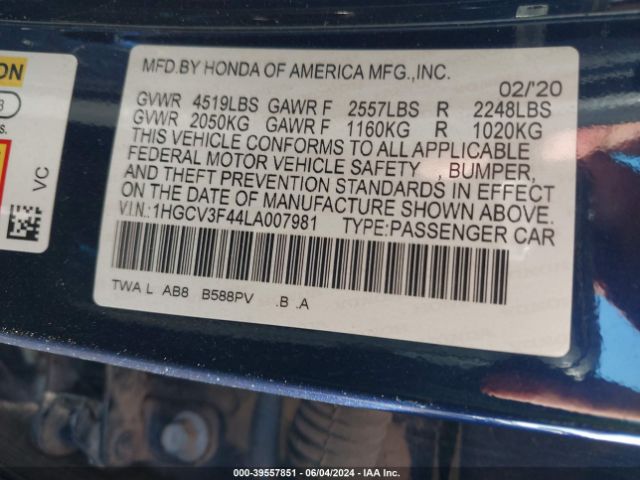 ON
3
s.
VC
MFD.BY HONDA OF AMERICA MFG.,INC.
02/'20
GVWR 4519LBS GAWR F 2557LBS R 2248LBS
GVWR 2050KG GAWR F 1160KG R 1020KG
THIS VEHICLE CONFORMS TO ALL APPLICABLE
FEDERAL MOTOR VEHICLE SAFETY , BUMPER,
AND THEFT PREVENTION STANDARDS IN EFFECT
ON THE DATE OF MANUFACTURE SHOWN ABOVE.
V.I.N.:1HGCV3F44LA007981 TYPE:PASSENGER CAR
TWA L AB8 B588PV .B .A
000-39557851 | 06/04/2024 | IAA Inc.